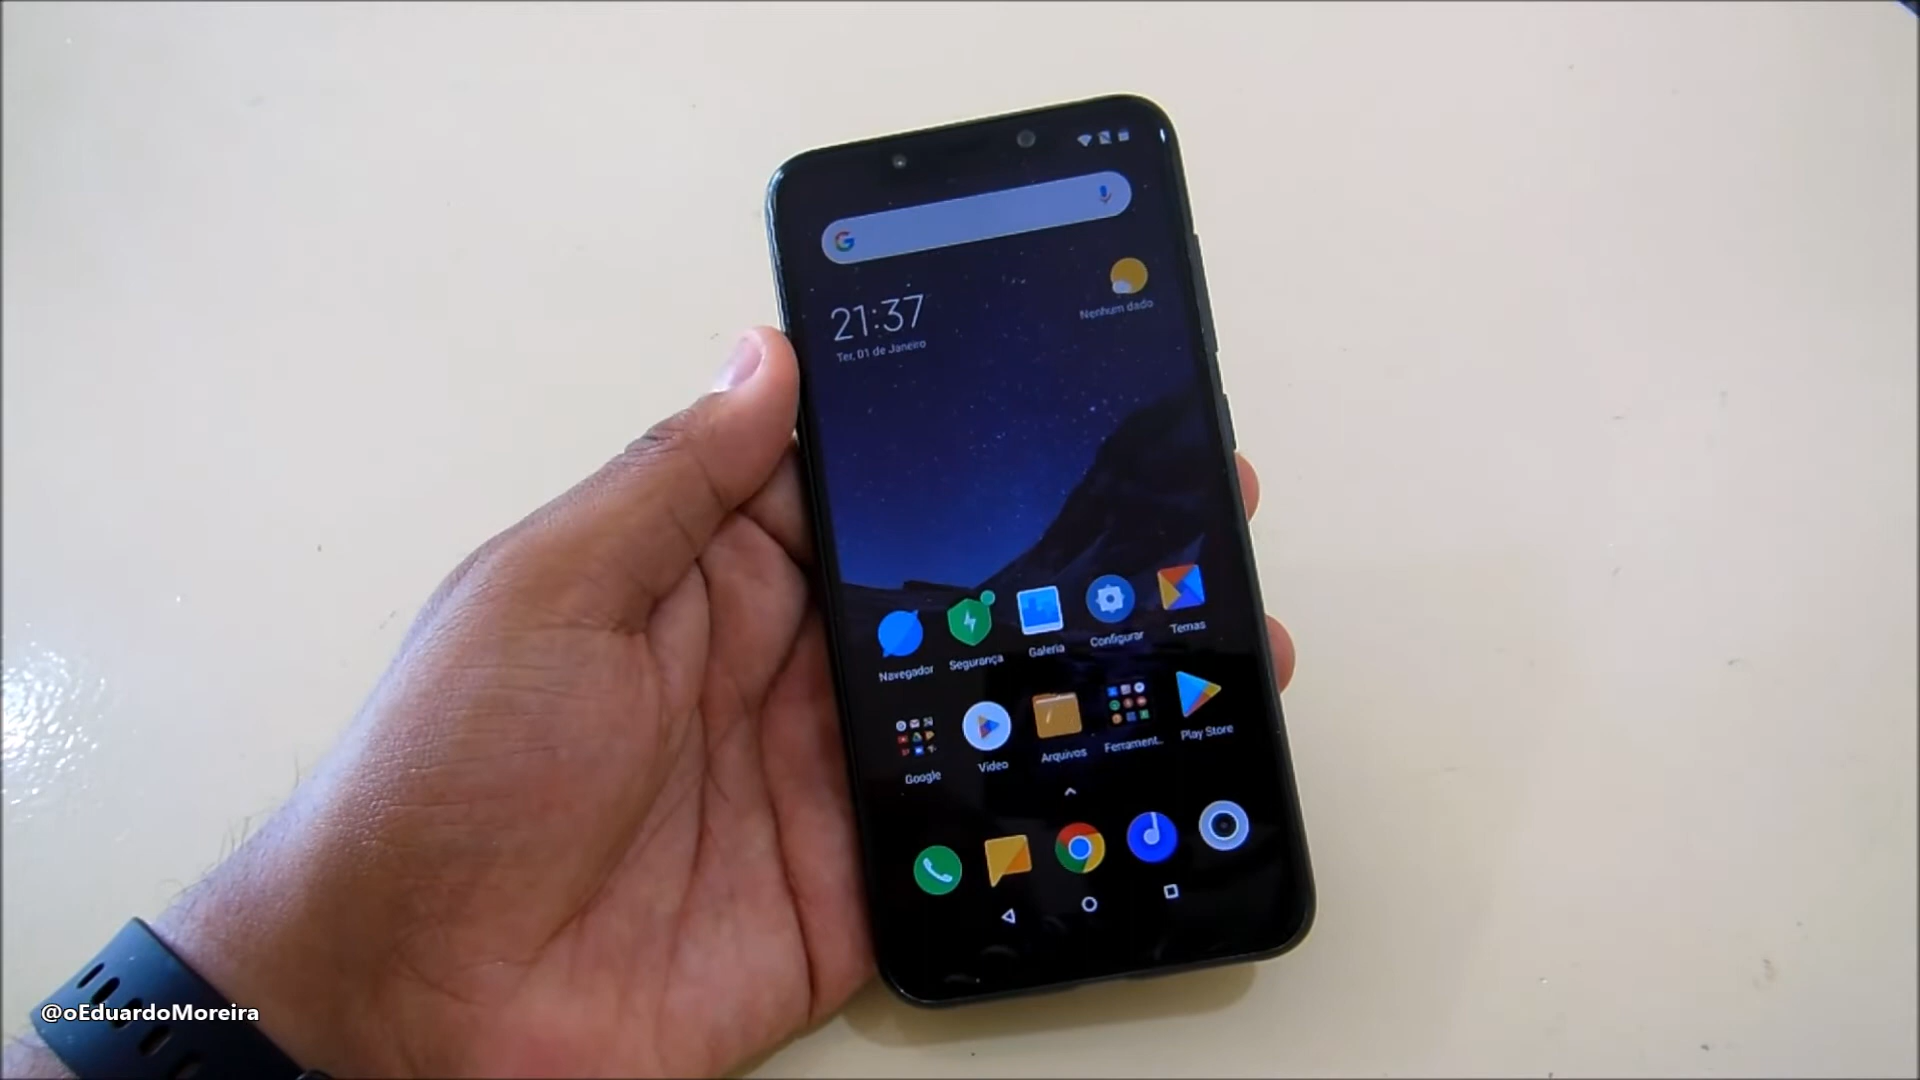 21:37
Nenhum dado
Ter, 01 de Janeiro
Navegador
Segurança
Galeria
Configurar
Temas
Google
Vídeo
Arquivos
Ferrament...
Play Store
@oEduardoMoreira